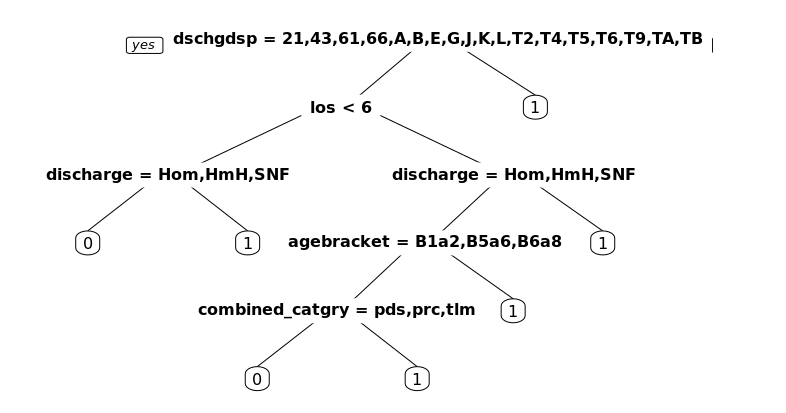 yes dschgdsp = 21,43,61,66,A,B,E,G,J,K,L,T2,T4,T5,T6,T9,TA,TB
los < 6 1
discharge = Hom,HmH,SNF discharge = Hom,HmH,SNF
0 1 agebracket = B1a2,B5a6,B6a8 1
combined_catgry = pds,prc,tlm 1
0 1